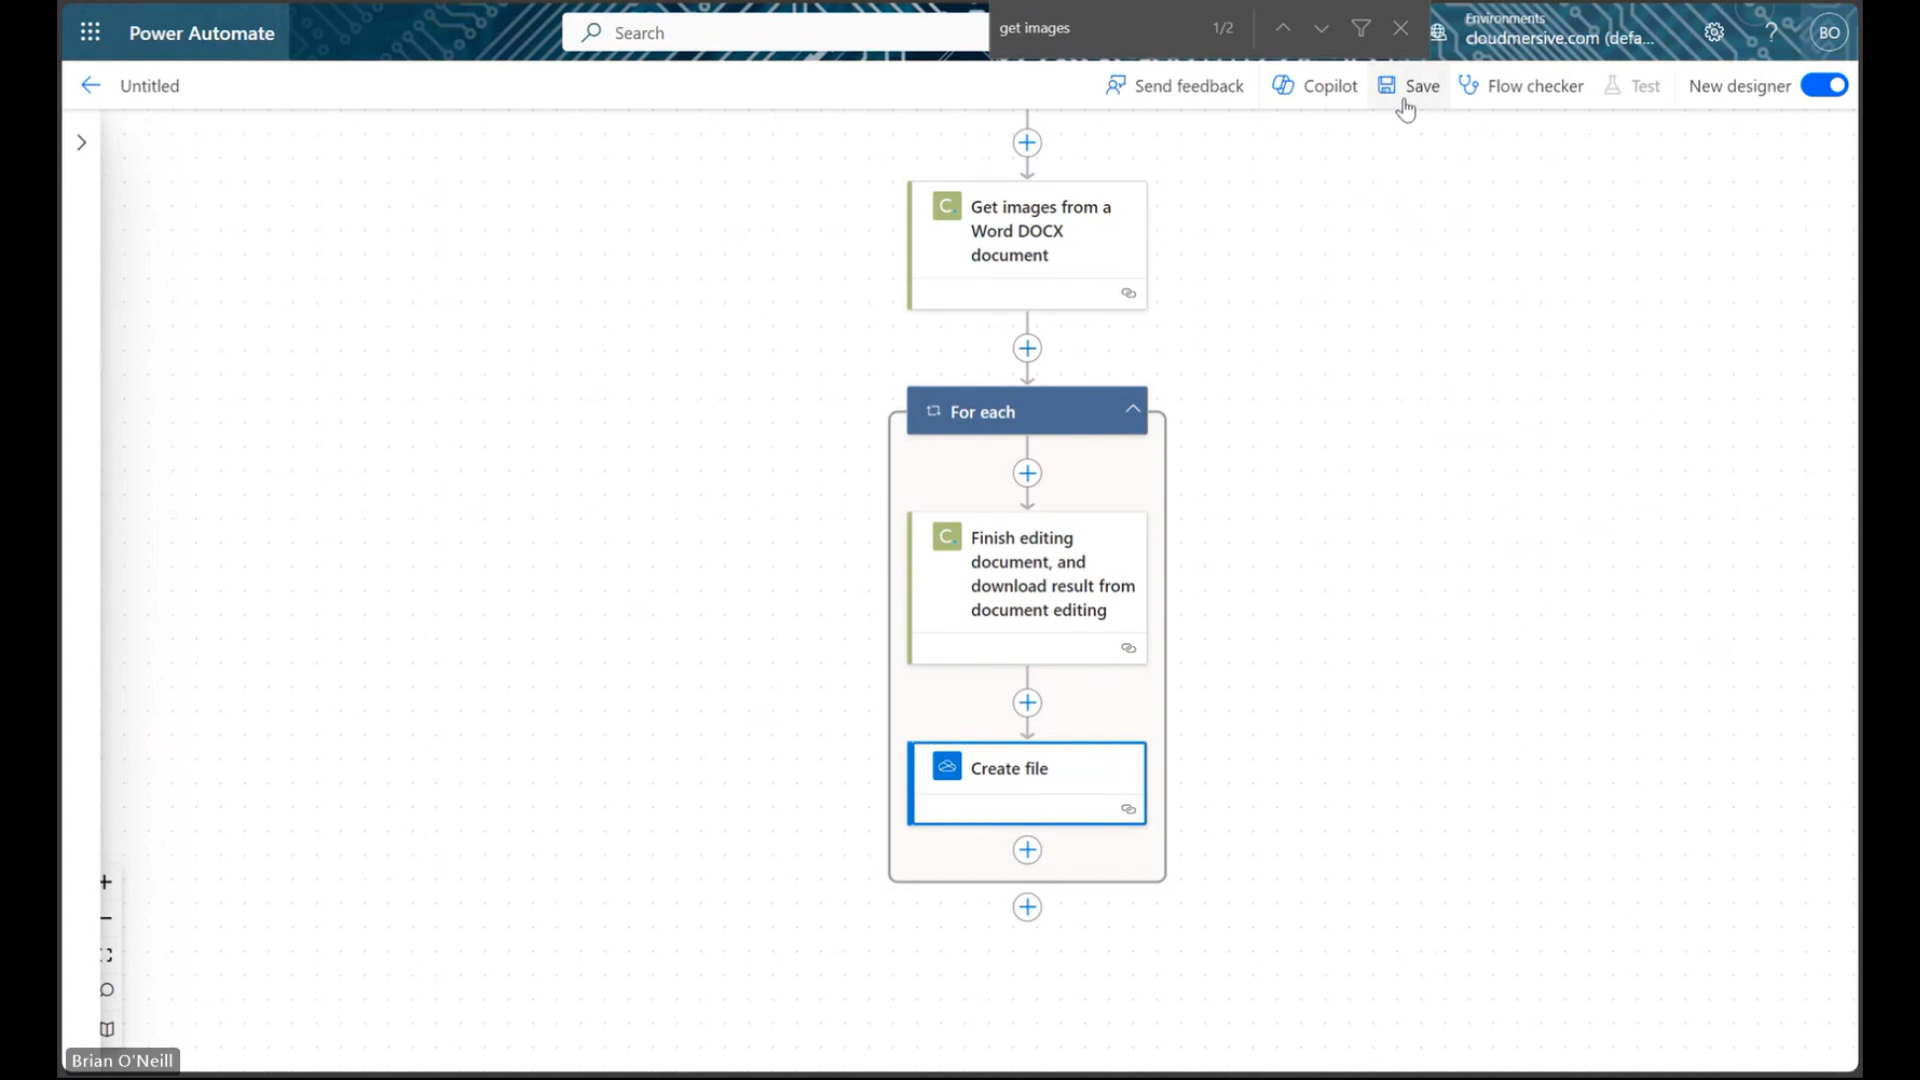 Power Automate
Search
get images
1/2
Environments
cloudmersive.com (defa...
BO
Untitled
Send feedback
Copilot
Save
Flow checker
Test
New designer
C.
Get images from a
Word DOCX
document
For each
C.
Finish editing
document, and
download result from
document editing
Create file
Brian O'Neill